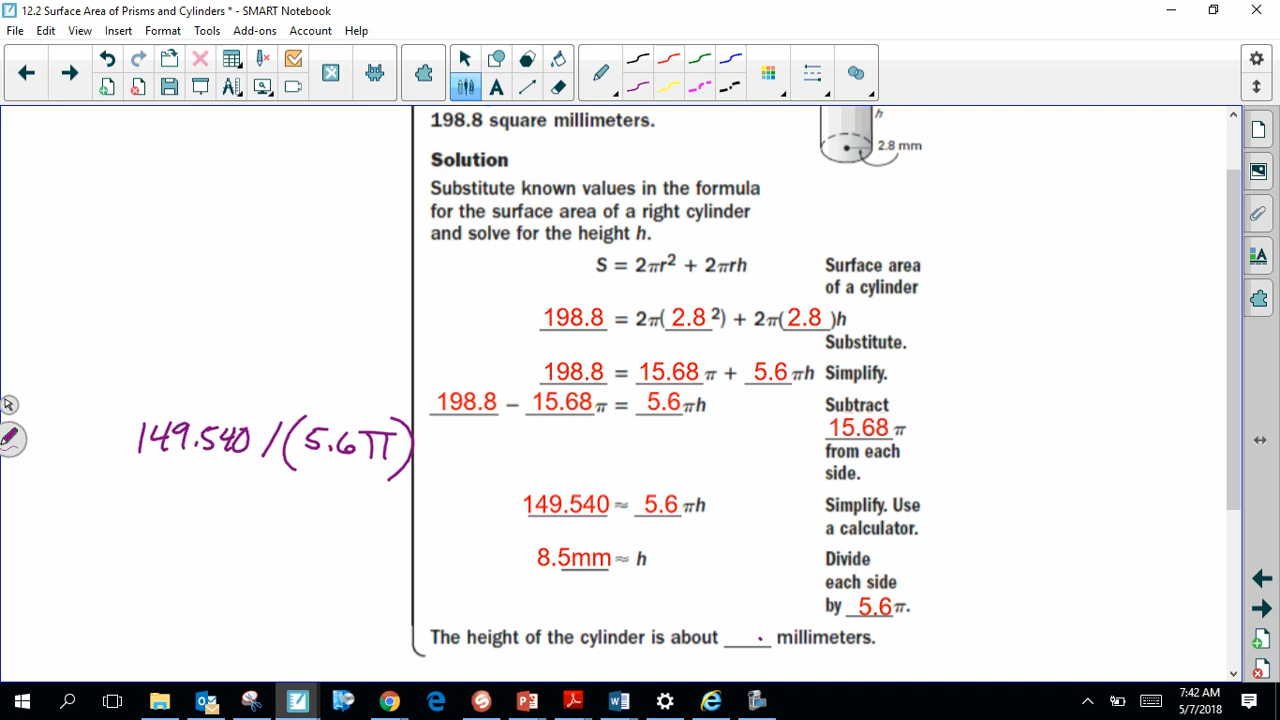 12.2 Surface Area of Prisms and Cylinders * - SMART Notebook
File Edit View Insert Format Tools Add-ons Account Help
198.8 square millimeters.
h
2.8 mm
Solution
Substitute known values in the formula
for the surface area of a right cylinder
and solve for the height h.
S = 2πr² + 2πrh
Surface area
of a cylinder
198.8 = 2π(2.8²) + 2π(2.8)h
Substitute.
198.8 = 15.68π + 5.6πh Simplify.
198.8 − 15.68π = 5.6πh
Subtract
15.68π
from each
side.
149.540 / (5.6π)
149.540 ≈ 5.6πh
Simplify. Use
a calculator.
8.5mm ≈ h
Divide
each side
by 5.6π.
The height of the cylinder is about ____ millimeters.
7:42 AM
5/7/2018